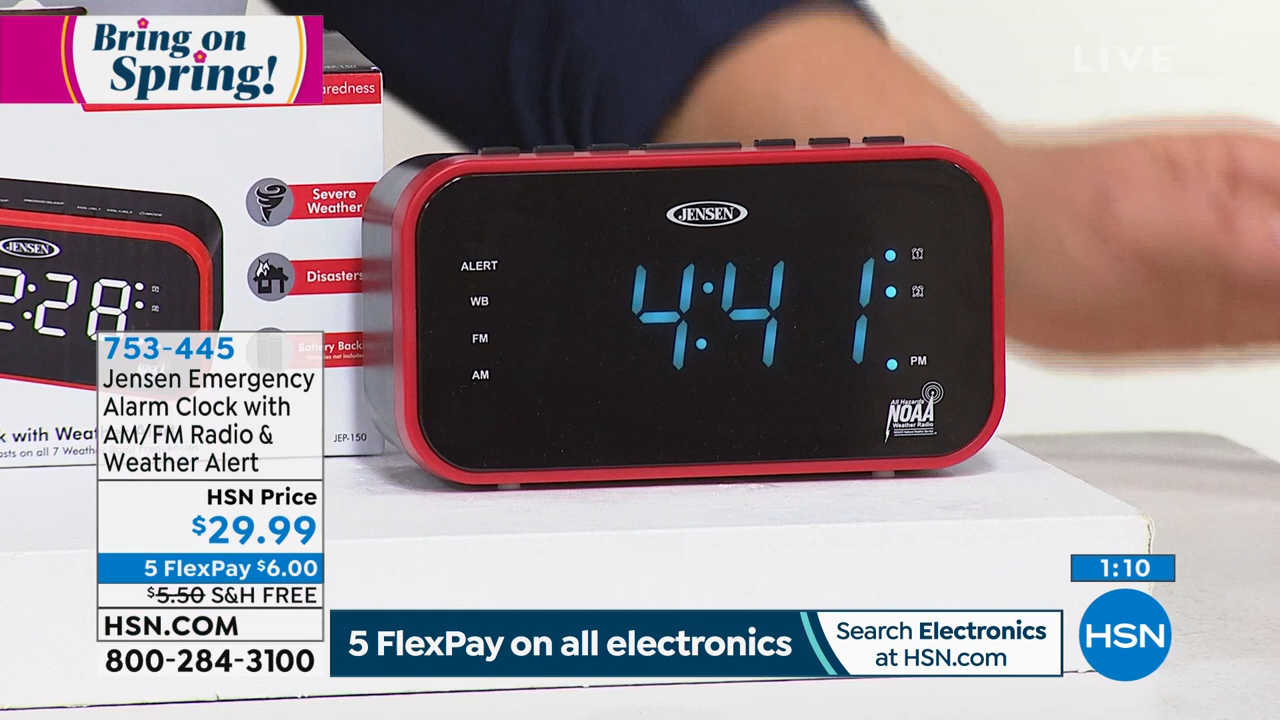 Bring on
Spring!
LIVE
aredness
Severe
Weather
Disasters
JENSEN
2:28
Battery Back
JEP-150
k with Weat
asts on all 7 Weath
JENSEN
ALERT
WB
FM
AM
4:41
PM
All Hazards
NOAA
Weather Radio
753-445
Jensen Emergency
Alarm Clock with
AM/FM Radio &
Weather Alert
HSN Price
$29.99
5 FlexPay $6.00
$5.50 S&H FREE
HSN.COM
800-284-3100
5 FlexPay on all electronics
Search Electronics
at HSN.com
1:10
HSN